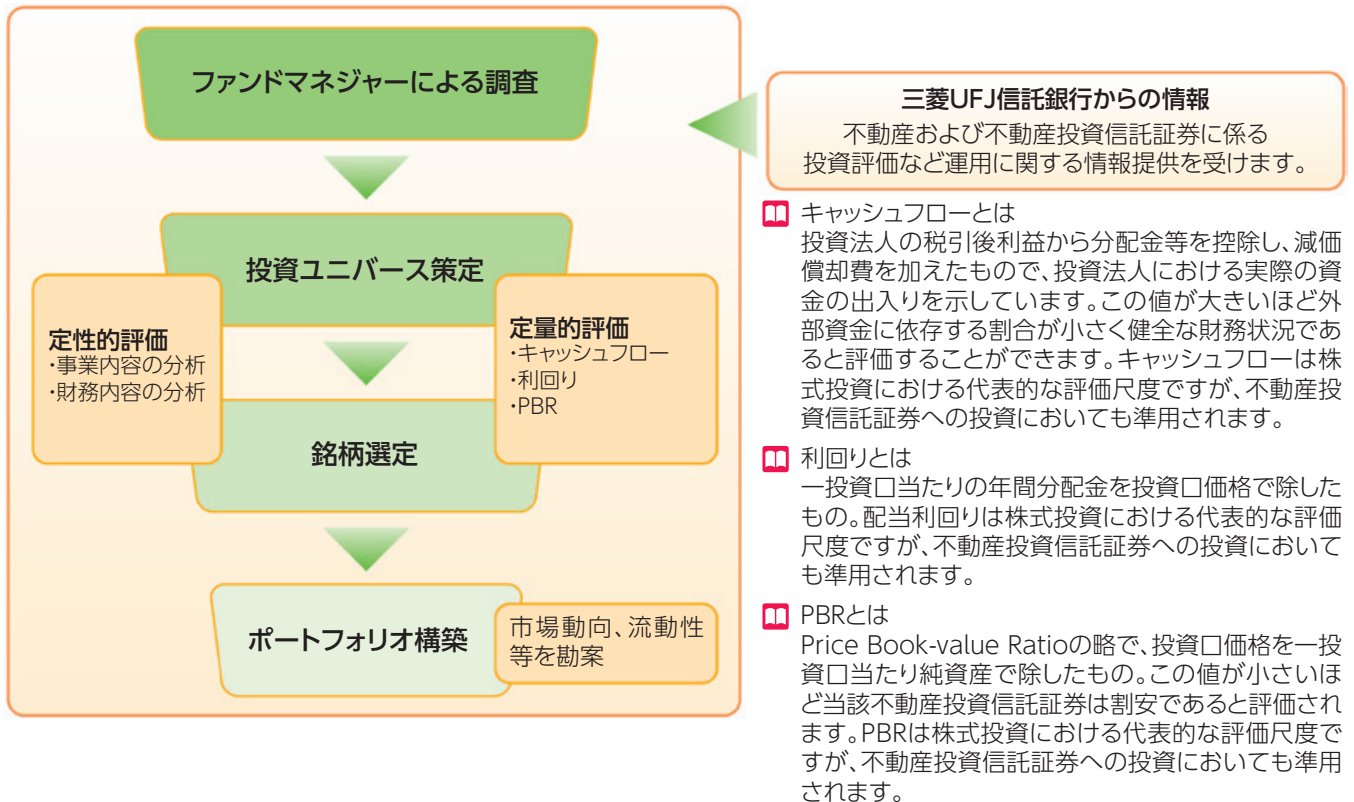 ファンドマネジャーによる調査
投資ユニバース策定
定性的評価
・事業内容の分析
・財務内容の分析
定量的評価
・キャッシュフロー
・利回り
・PBR
銘柄選定
ポートフォリオ構築
市場動向、流動性
等を勘案
三菱UFJ信託銀行からの情報
不動産および不動産投資信託証券に係る
投資評価など運用に関する情報提供を受けます。
キャッシュフローとは
投資法人の税引後利益から分配金等を控除し、減価
償却費を加えたもので、投資法人における実際の資
金の出入りを示しています。この値が大きいほど外
部資金に依存する割合が小さく健全な財務状況であ
ると評価することができます。キャッシュフローは株
式投資における代表的な評価尺度ですが、不動産投
資信託証券への投資においても準用されます。
利回りとは
一投資口当たりの年間分配金を投資口価格で除した
もの。配当利回りは株式投資における代表的な評価
尺度ですが、不動産投資信託証券への投資において
も準用されます。
PBRとは
Price Book-value Ratioの略で、投資口価格を一投
資口当たり純資産で除したもの。この値が小さいほ
ど当該不動産投資信託証券は割安であると評価され
ます。PBRは株式投資における代表的な評価尺度で
すが、不動産投資信託証券への投資においても準用
されます。